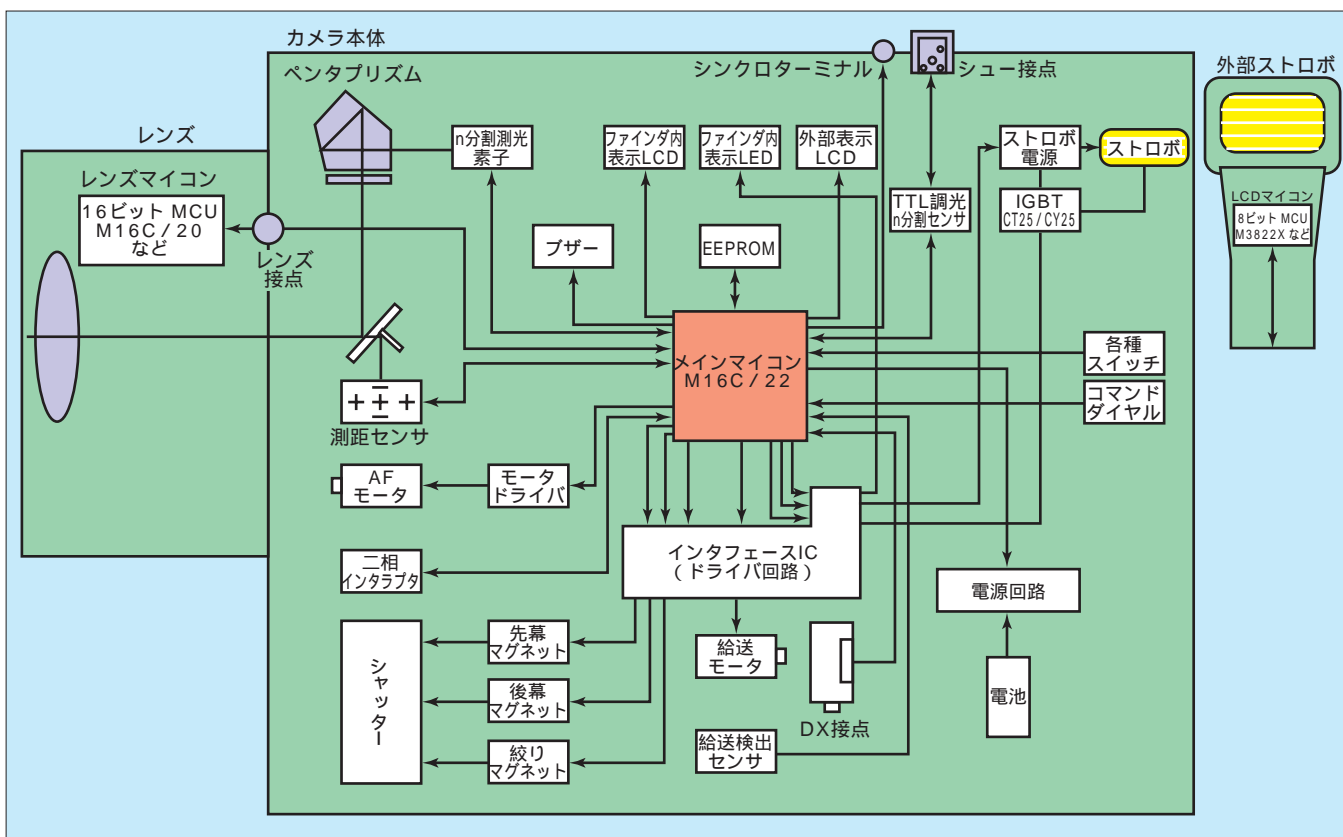 カメラ本体
ペンタプリズム
シンクロターミナル
シュー接点
外部ストロボ
レンズ
n分割測光
素子
ファインダ内
表示LCD
ファインダ内
表示LED
外部表示
LCD
ストロボ
電源
ストロボ
レンズマイコン
16ビット MCU
M16C/20
など
TTL調光
n分割センサ
IGBT
CT25/CY25
LCDマイコン
8ビット MCU
M3822X など
レンズ
接点
ブザー
EEPROM
メインマイコン
M16C/22
各種
スイッチ
コマンド
ダイヤル
測距センサ
AF
モータ
モータ
ドライバ
インタフェースIC
(ドライバ回路)
二相
インタラプタ
電源回路
シャッター
先幕
マグネット
給送
モータ
後幕
マグネット
電池
DX接点
絞り
マグネット
給送検出
センサ